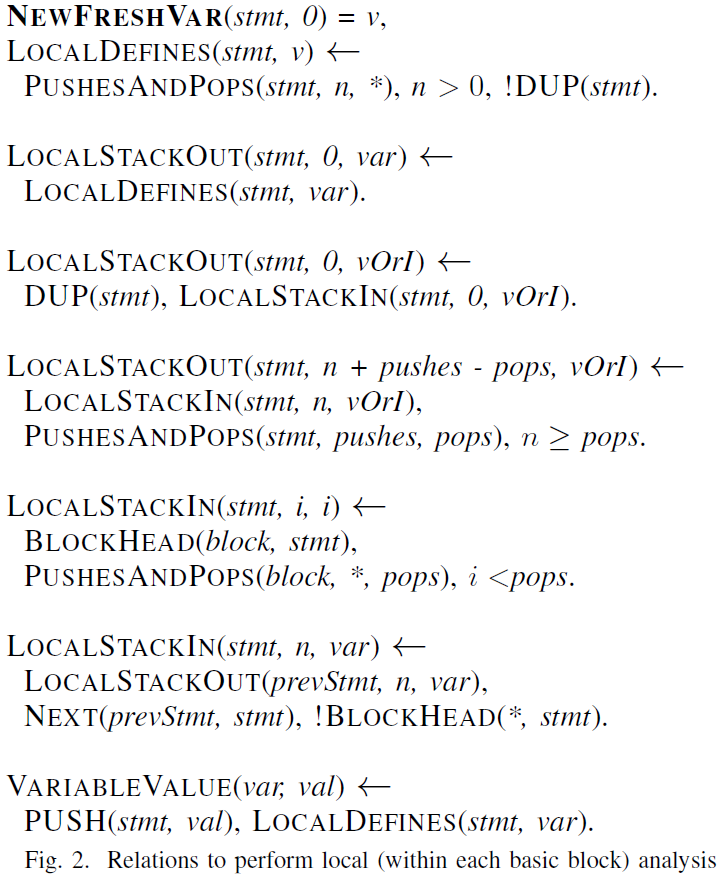 NEWFRESHVAR(stmt, 0) = v,
LOCALDEFINES(stmt, v) ←
PUSHESANDPOPS(stmt, n, *), n > 0, !DUP(stmt).
LOCALSTACKOUT(stmt, 0, var) ←
LOCALDEFINES(stmt, var).
LOCALSTACKOUT(stmt, 0, vOrI) ←
DUP(stmt), LOCALSTACKIN(stmt, 0, vOrI).
LOCALSTACKOUT(stmt, n + pushes - pops, vOrI) ←
LOCALSTACKIN(stmt, n, vOrI),
PUSHESANDPOPS(stmt, pushes, pops), n ≥ pops.
LOCALSTACKIN(stmt, i, i) ←
BLOCKHEAD(block, stmt),
PUSHESANDPOPS(block, *, pops), i <pops.
LOCALSTACKIN(stmt, n, var) ←
LOCALSTACKOUT(prevStmt, n, var),
NEXT(prevStmt, stmt), !BLOCKHEAD(*, stmt).
VARIABLEVALUE(var, val) ←
PUSH(stmt, val), LOCALDEFINES(stmt, var).
Fig. 2. Relations to perform local (within each basic block) analysis